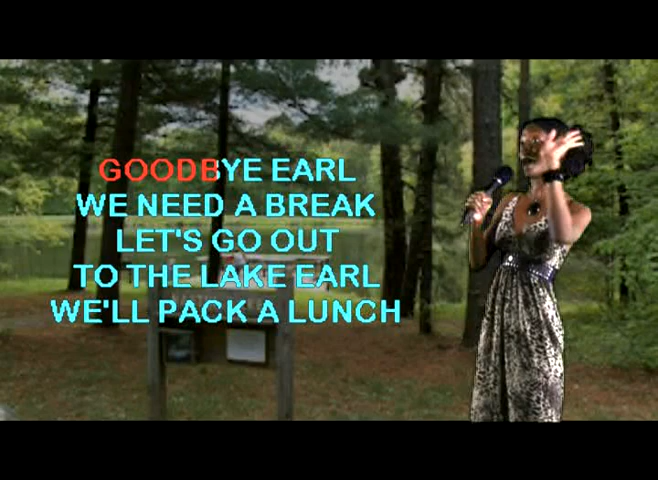 GOODBYE EARL
WE NEED A BREAK
LET'S GO OUT
TO THE LAKE EARL
WE'LL PACK A LUNCH